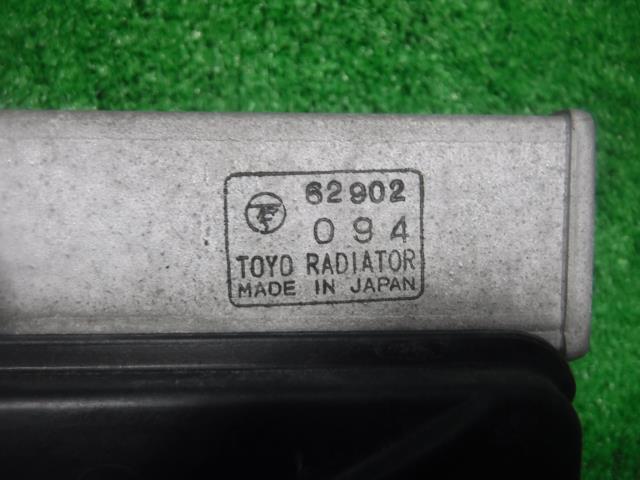 62902
094
TOYO RADIATOR
MADE IN JAPAN